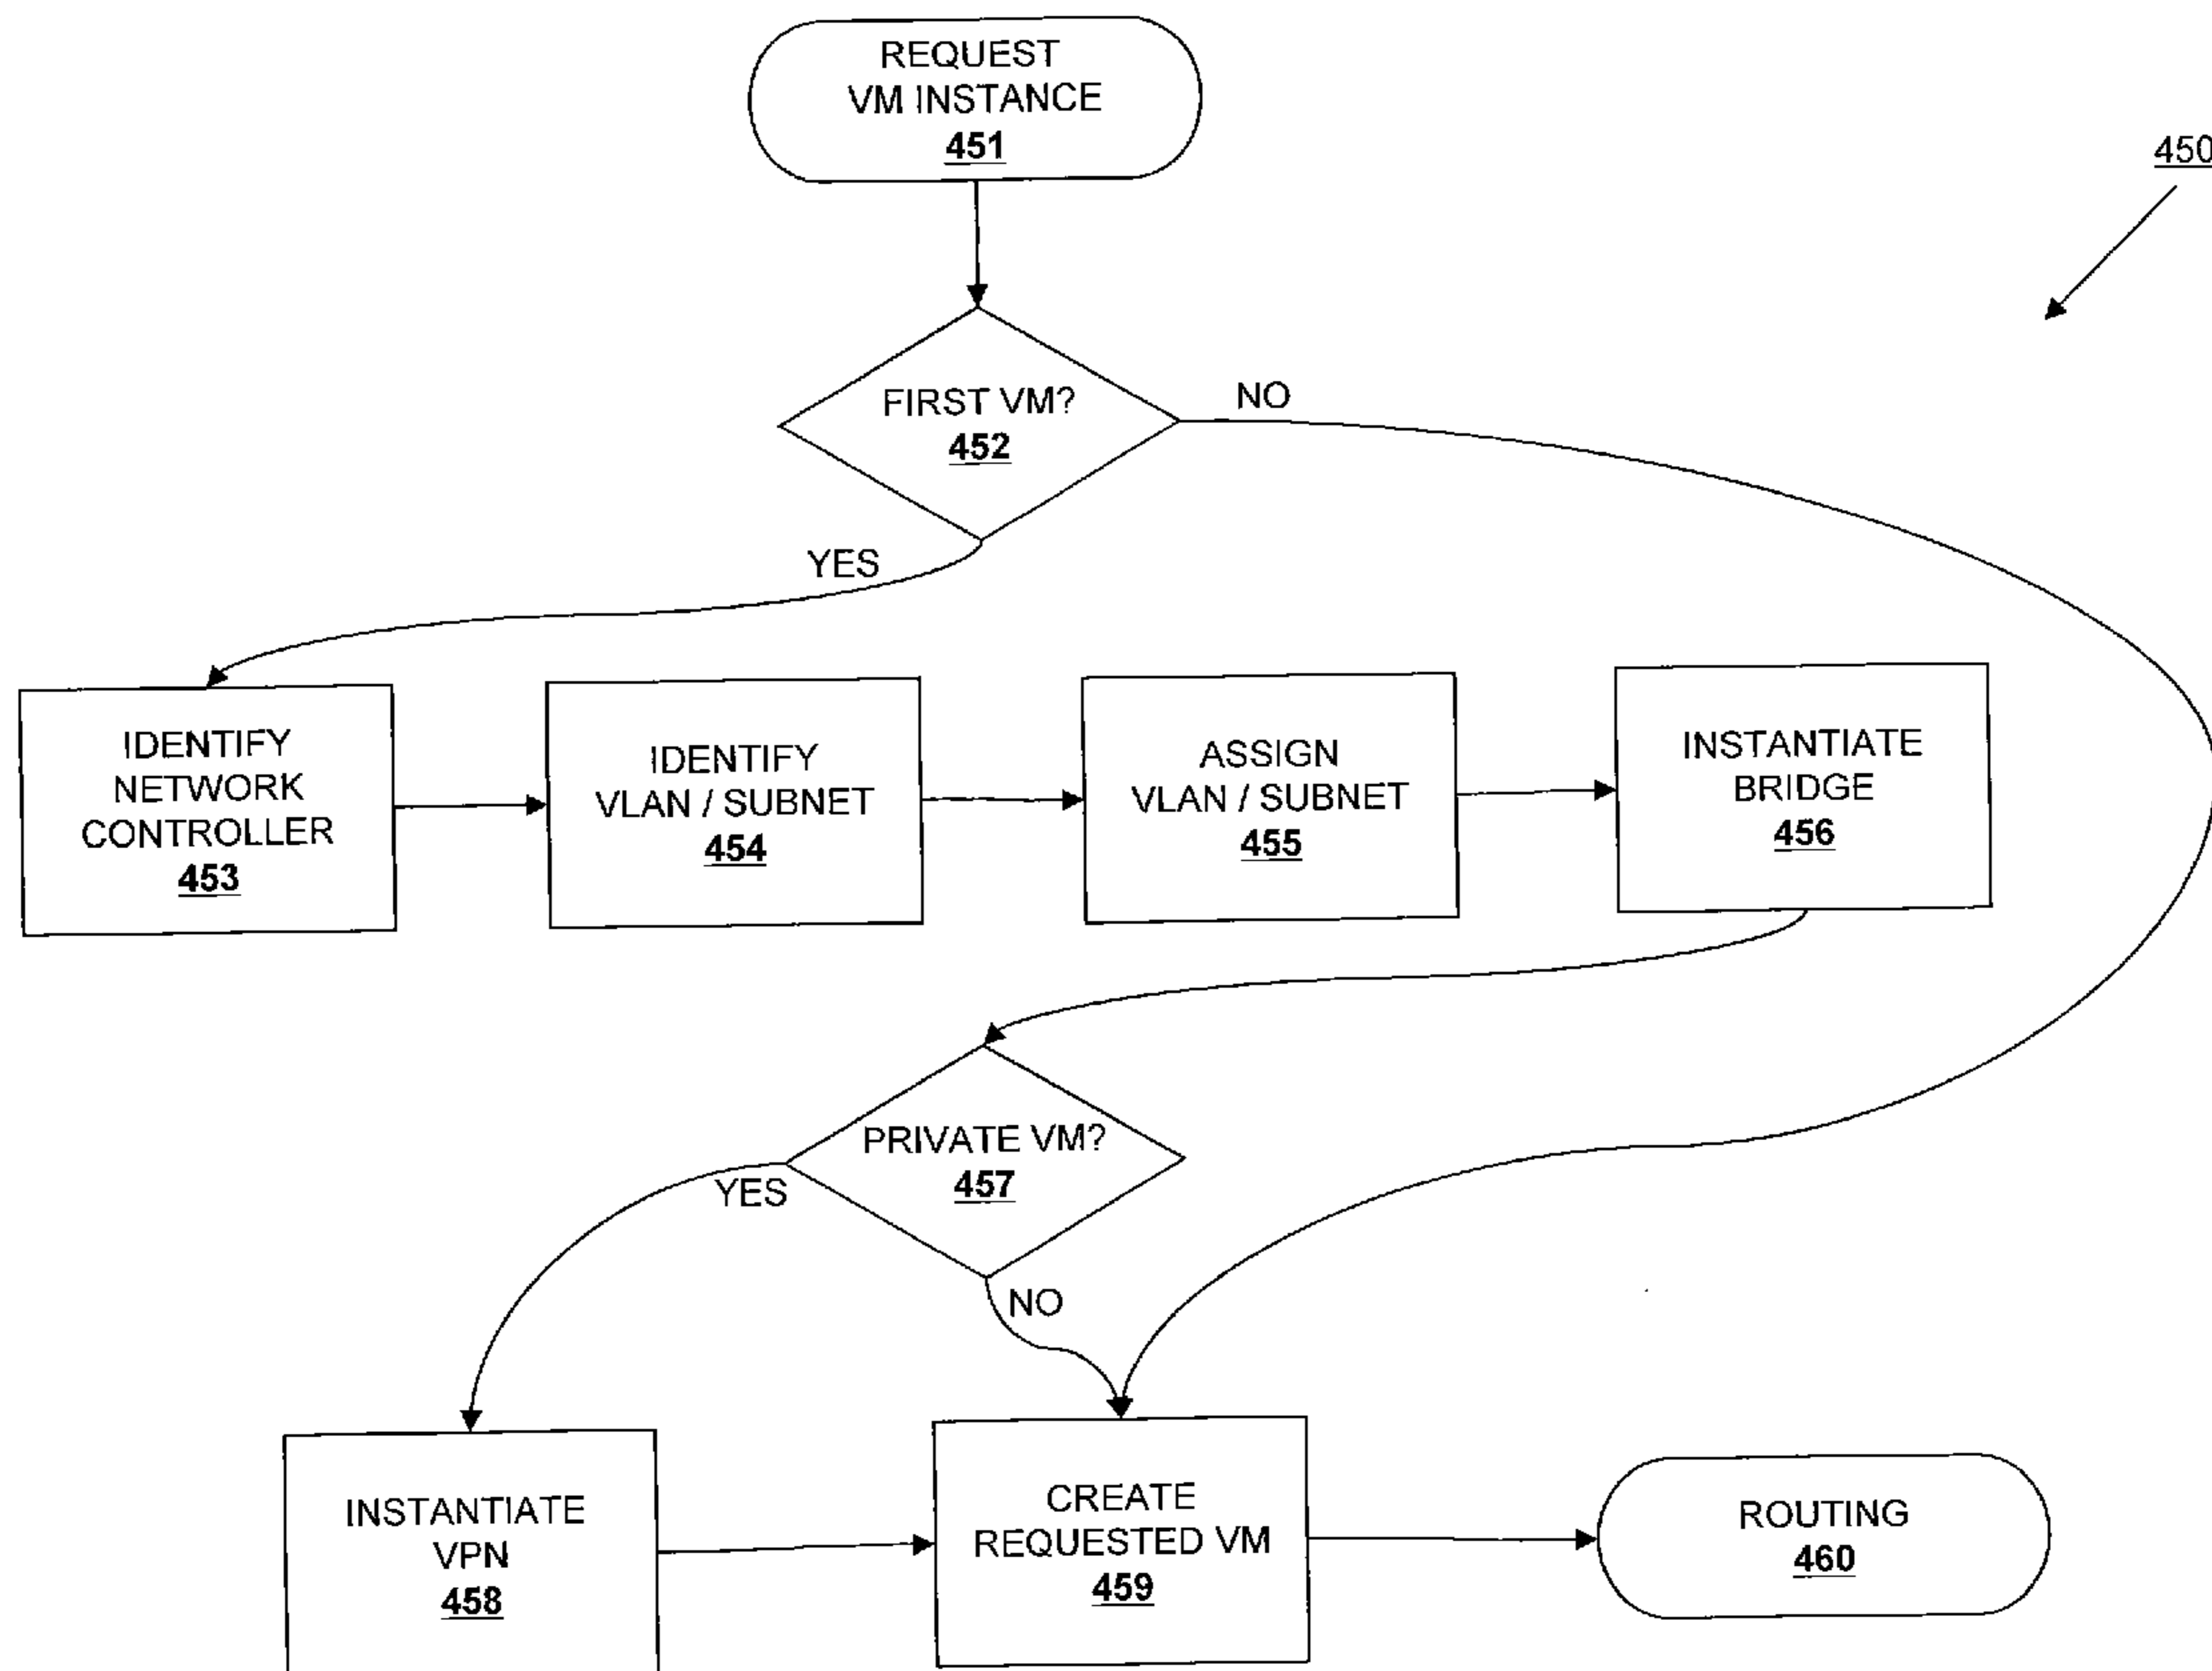 REQUEST
VM INSTANCE
451
450
FIRST VM?
452
NO
YES
IDENTIFY
NETWORK
CONTROLLER
453
IDENTIFY
VLAN / SUBNET
454
ASSIGN
VLAN / SUBNET
455
INSTANTIATE
BRIDGE
456
PRIVATE VM?
457
YES
NO
INSTANTIATE
VPN
458
CREATE
REQUESTED VM
459
ROUTING
460